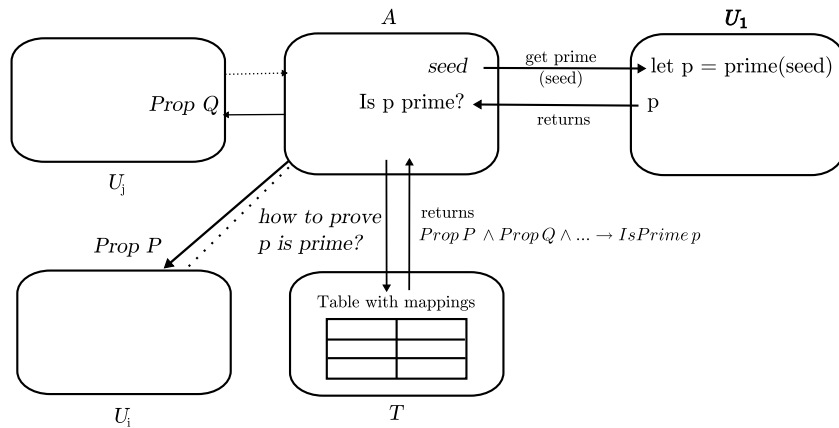 A
U₁
seed
get prime
(seed)
let p = prime(seed)
Prop Q
Is p prime?
returns
p
Uⱼ
how to prove
p is prime?
returns
Prop P ∧ Prop Q ∧ ... → IsPrime p
Prop P
Table with mappings
Uᵢ
T